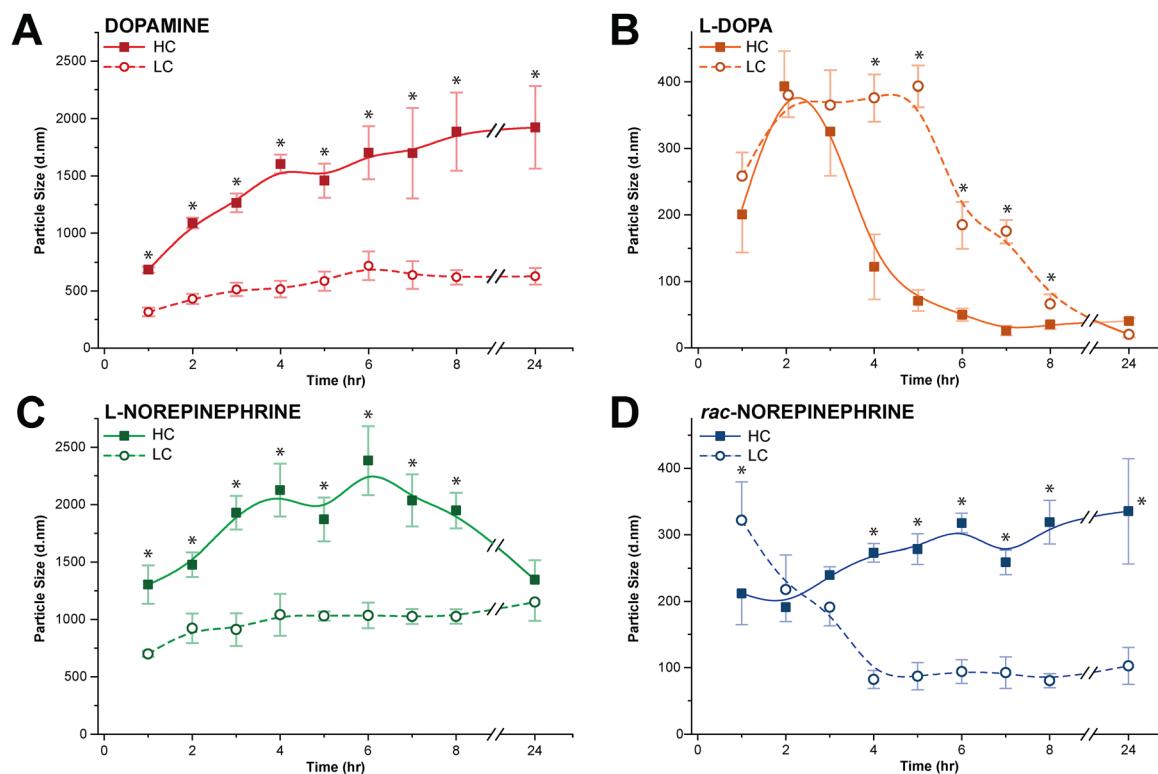 A
DOPAMINE
HC
LC
2500
2000
1500
1000
500
0
Particle Size (d.nm)
* * * * * * * * *
0 2 4 6 8 24
Time (hr)
B
L-DOPA
HC
LC
400
300
200
100
0
Particle Size (d.nm)
* * * * *
0 2 4 6 8 24
Time (hr)
C
L-NOREPINEPHRINE
HC
LC
2500
2000
1500
1000
500
0
Particle Size (d.nm)
* * * * * * * *
0 2 4 6 8 24
Time (hr)
D
rac-NOREPINEPHRINE
HC
LC
400
300
200
100
0
Particle Size (d.nm)
* * * * * * *
0 2 4 6 8 24
Time (hr)